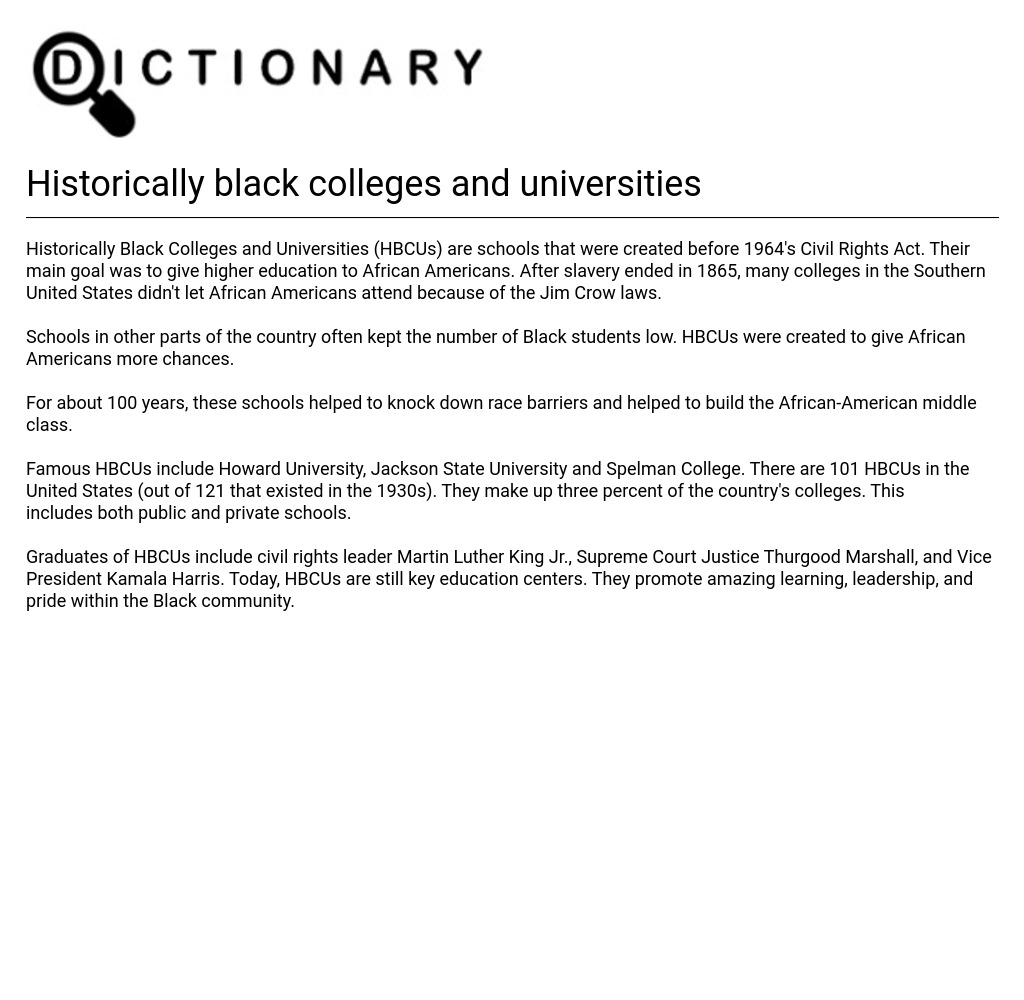 DICTIONARY
Historically black colleges and universities
Historically Black Colleges and Universities (HBCUs) are schools that were created before 1964's Civil Rights Act. Their
main goal was to give higher education to African Americans. After slavery ended in 1865, many colleges in the Southern
United States didn't let African Americans attend because of the Jim Crow laws.
Schools in other parts of the country often kept the number of Black students low. HBCUs were created to give African
Americans more chances.
For about 100 years, these schools helped to knock down race barriers and helped to build the African-American middle
class.
Famous HBCUs include Howard University, Jackson State University and Spelman College. There are 101 HBCUs in the
United States (out of 121 that existed in the 1930s). They make up three percent of the country's colleges. This
includes both public and private schools.
Graduates of HBCUs include civil rights leader Martin Luther King Jr., Supreme Court Justice Thurgood Marshall, and Vice
President Kamala Harris. Today, HBCUs are still key education centers. They promote amazing learning, leadership, and
pride within the Black community.